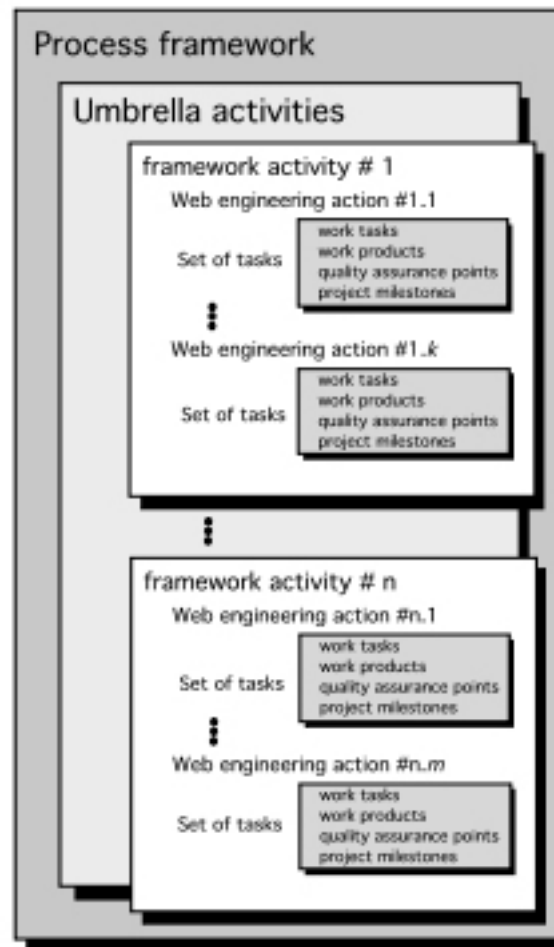 Process framework
Umbrella activities
framework activity # 1
Web engineering action #1.1
Set of tasks
work tasks
work products
quality assurance points
project milestones
Web engineering action #1.k
Set of tasks
work tasks
work products
quality assurance points
project milestones
framework activity # n
Web engineering action #n.1
Set of tasks
work tasks
work products
quality assurance points
project milestones
Web engineering action #n.m
Set of tasks
work tasks
work products
quality assurance points
project milestones